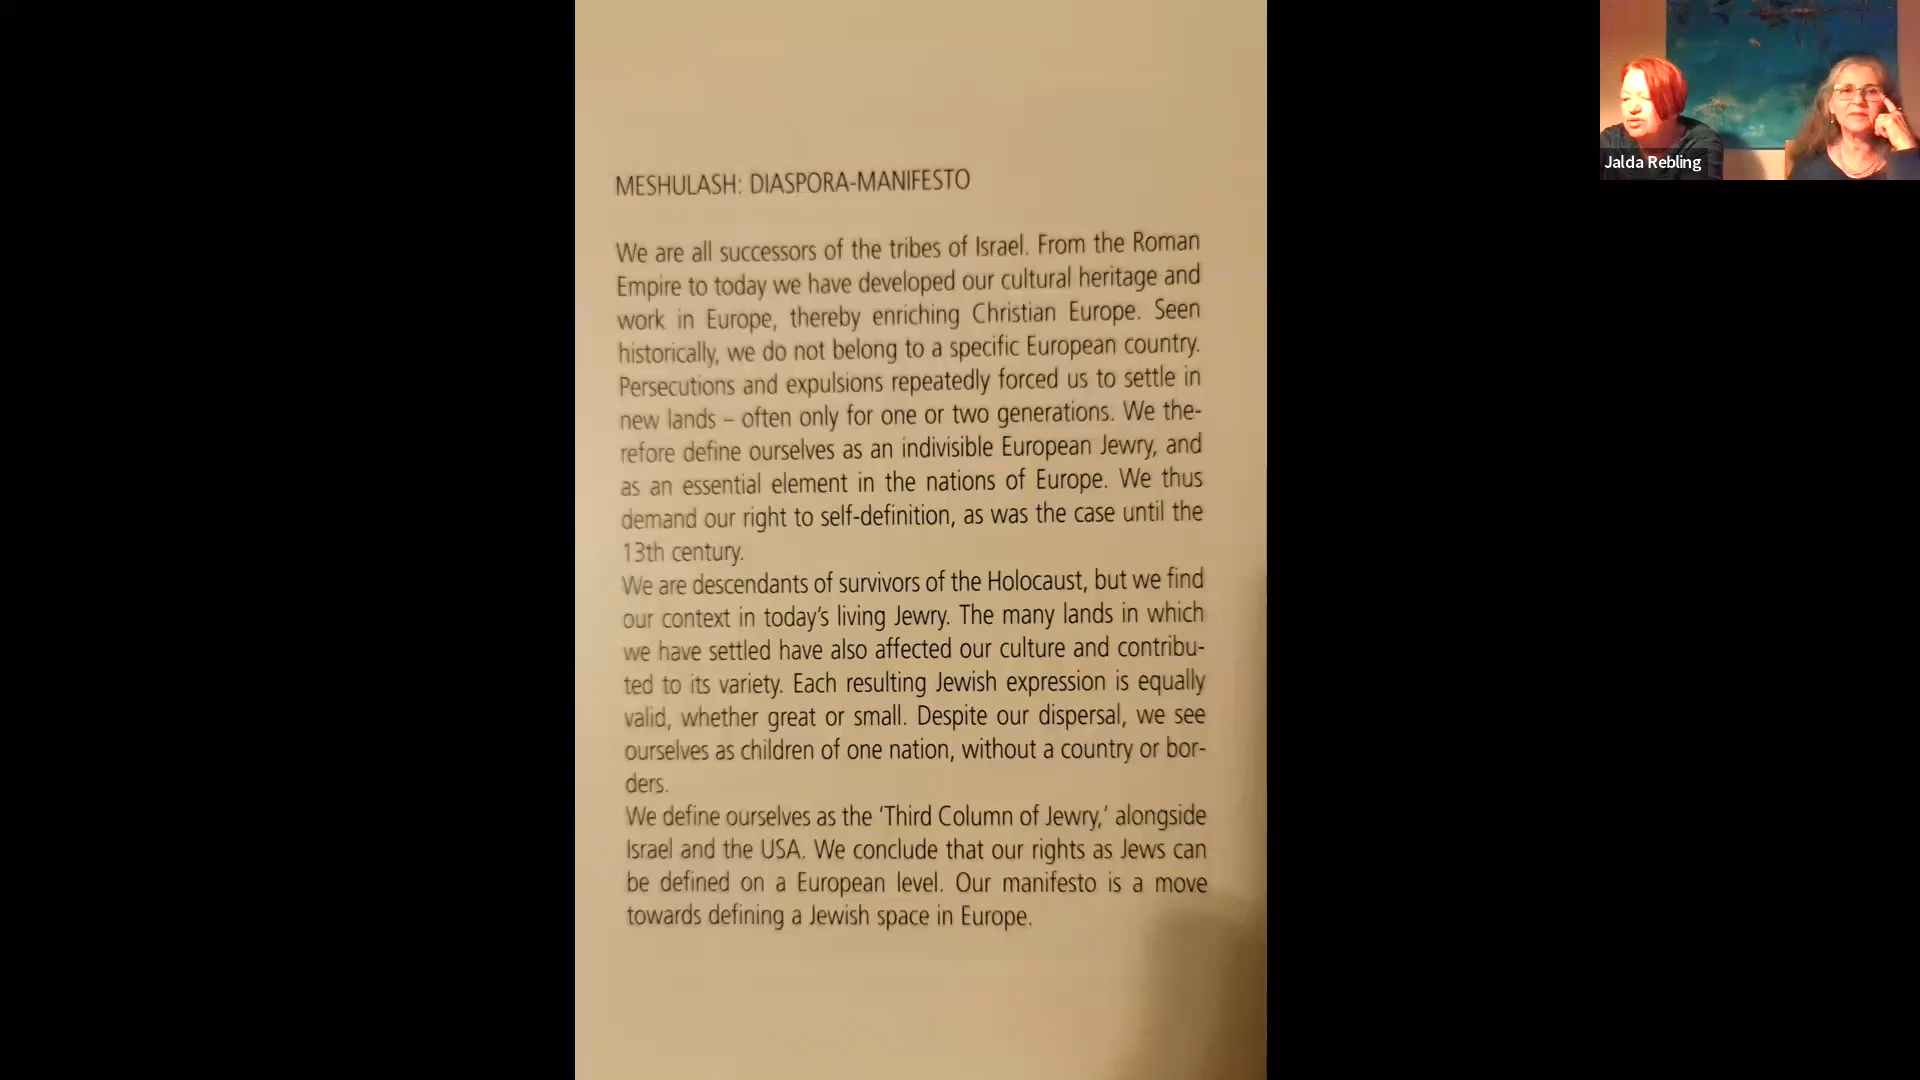 MESHULASH: DIASPORA-MANIFESTO
We are all successors of the tribes of Israel. From the Roman
Empire to today we have developed our cultural heritage and
work in Europe, thereby enriching Christian Europe. Seen
historically, we do not belong to a specific European country.
Persecutions and expulsions repeatedly forced us to settle in
new lands – often only for one or two generations. We the-
refore define ourselves as an indivisible European Jewry, and
as an essential element in the nations of Europe. We thus
demand our right to self-definition, as was the case until the
13th century.
We are descendants of survivors of the Holocaust, but we find
our context in today's living Jewry. The many lands in which
we have settled have also affected our culture and contribu-
ted to its variety. Each resulting Jewish expression is equally
valid, whether great or small. Despite our dispersal, we see
ourselves as children of one nation, without a country or bor-
ders.
We define ourselves as the 'Third Column of Jewry,' alongside
Israel and the USA. We conclude that our rights as Jews can
be defined on a European level. Our manifesto is a move
towards defining a Jewish space in Europe.
Jalda Rebling